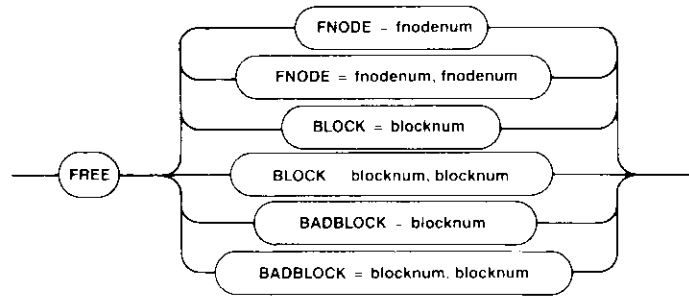 FNODE - fnodenum
FNODE = fnodenum, fnodenum
BLOCK = blocknum
FREE
BLOCK blocknum, blocknum
BADBLOCK - blocknum
BADBLOCK = blocknum, blocknum